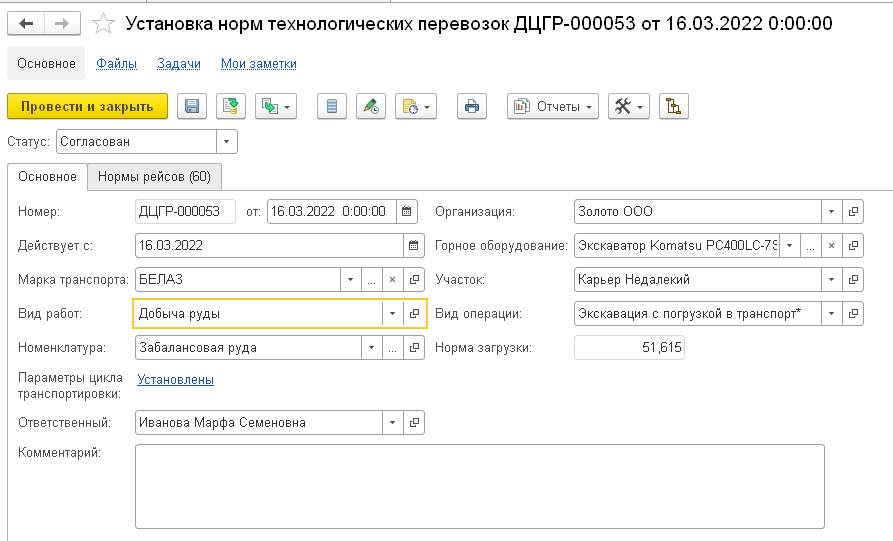 Установка норм технологических перевозок ДЦГР-000053 от 16.03.2022 0:00:00
Основное Файлы Задачи Мои заметки
Провести и закрыть Отчеты
Статус: Согласован
Основное Нормы рейсов (60)
Номер: ДЦГР-000053 от: 16.03.2022 0:00:00 Организация: Золото ООО
Действует с: 16.03.2022 Горное оборудование: Экскаватор Komatsu PC400LC-7S ...
Марка транспорта: БЕЛАЗ ... Участок: Карьер Недалекий
Вид работ: Добыча руды Вид операции: Экскавация с погрузкой в транспорт*
Номенклатура: Забалансовая руда ... Норма загрузки: 51,615
Параметры цикла
транспортировки: Установлены
Ответственный: Иванова Марфа Семеновна
Комментарий: